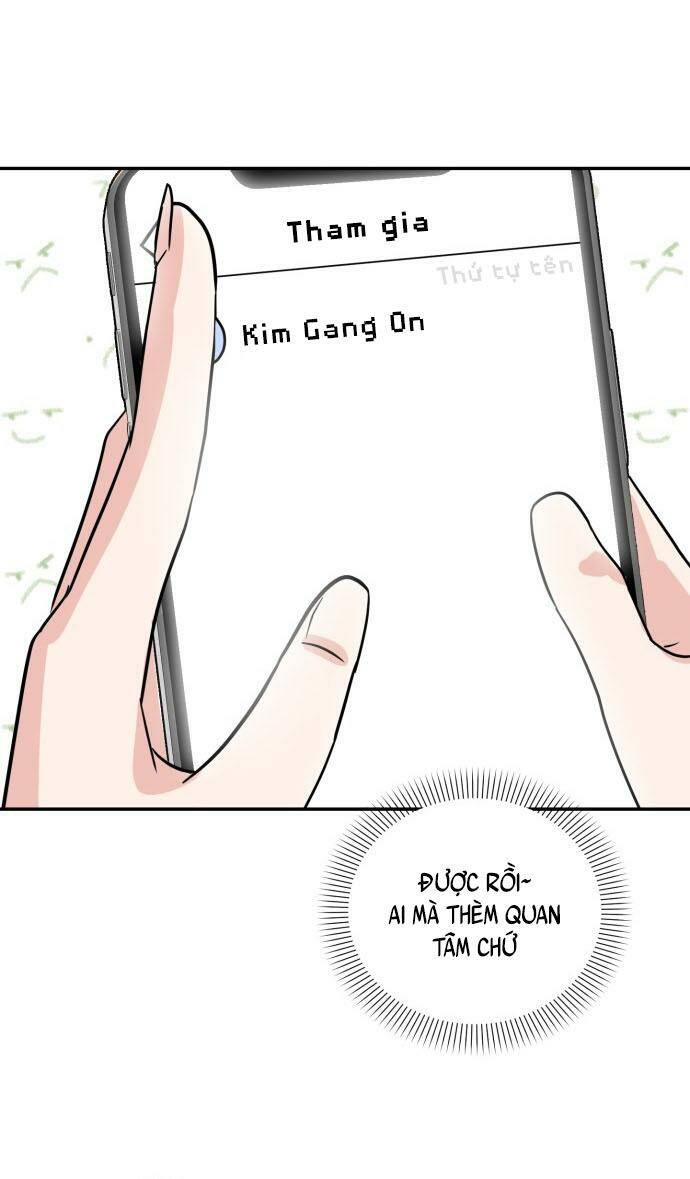 Tham gia
Thứ tự tên
Kim Gang On
ĐƯỢC RỒI~
AI MÀ THÈM QUAN
TÂM CHỨ